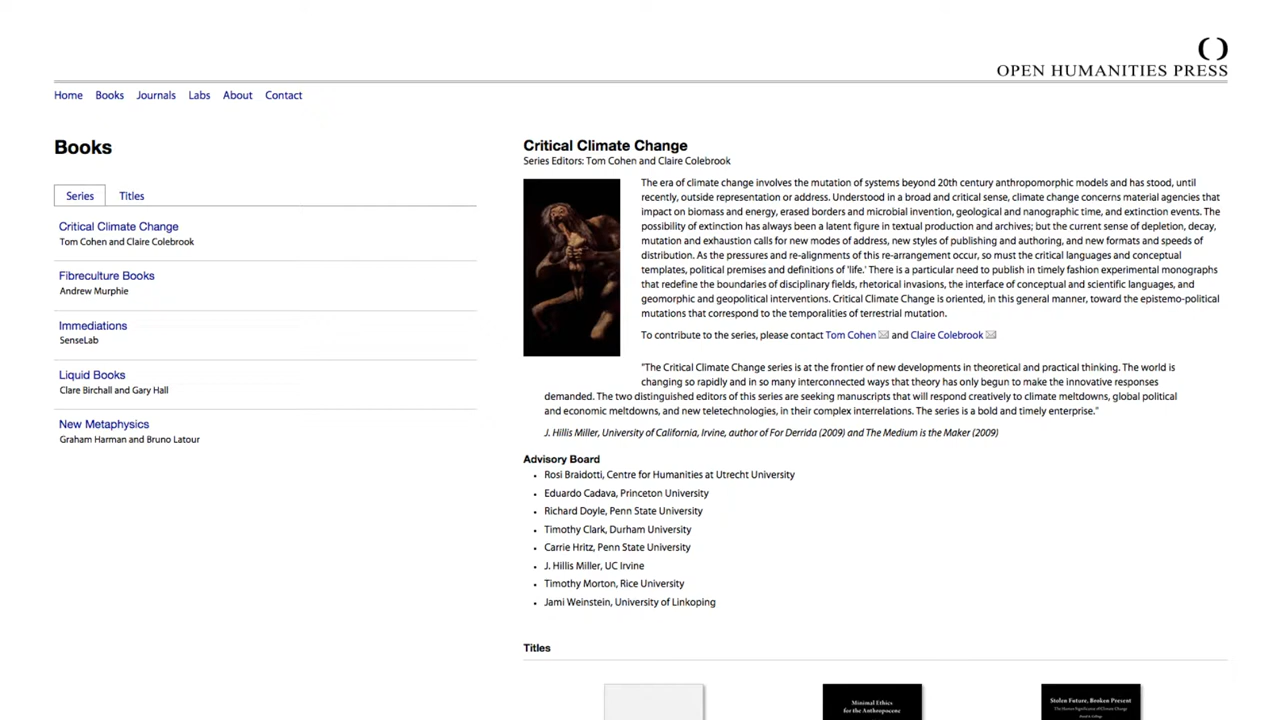 OPEN HUMANITIES PRESS
Home Books Journals Labs About Contact
Books
Series Titles
Critical Climate Change
Tom Cohen and Claire Colebrook
Fibreculture Books
Andrew Murphie
Immediations
SenseLab
Liquid Books
Clare Birchall and Gary Hall
New Metaphysics
Graham Harman and Bruno Latour
Critical Climate Change
Series Editors: Tom Cohen and Claire Colebrook
The era of climate change involves the mutation of systems beyond 20th century anthropomorphic models and has stood, until
recently, outside representation or address. Understood in a broad and critical sense, climate change concerns material agencies that
impact on biomass and energy, erased borders and microbial invention, geological and nanographic time, and extinction events. The
possibility of extinction has always been a latent figure in textual production and archives; but the current sense of depletion, decay,
mutation and exhaustion calls for new modes of address, new styles of publishing and authoring, and new formats and speeds of
distribution. As the pressures and re-alignments of this re-arrangement occur, so must the critical languages and conceptual
templates, political premises and definitions of 'life.' There is a particular need to publish in timely fashion experimental monographs
that redefine the boundaries of disciplinary fields, rhetorical invasions, the interface of conceptual and scientific languages, and
geomorphic and geopolitical interventions. Critical Climate Change is oriented, in this general manner, toward the epistemo-political
mutations that correspond to the temporalities of terrestrial mutation.
To contribute to the series, please contact Tom Cohen and Claire Colebrook
"The Critical Climate Change series is at the frontier of new developments in theoretical and practical thinking. The world is
changing so rapidly and in so many interconnected ways that theory has only begun to make the innovative responses
demanded. The two distinguished editors of this series are seeking manuscripts that will respond creatively to climate meltdowns, global political
and economic meltdowns, and new teletechnologies, in their complex interrelations. The series is a bold and timely enterprise."
J. Hillis Miller, University of California, Irvine, author of For Derrida (2009) and The Medium is the Maker (2009)
Advisory Board
• Rosi Braidotti, Centre for Humanities at Utrecht University
• Eduardo Cadava, Princeton University
• Richard Doyle, Penn State University
• Timothy Clark, Durham University
• Carrie Hritz, Penn State University
• J. Hillis Miller, UC Irvine
• Timothy Morton, Rice University
• Jami Weinstein, University of Linkoping
Titles
Minimal Ethics
for the Anthropocene
Stolen Future, Broken Present
The Human Significance of Climate Change